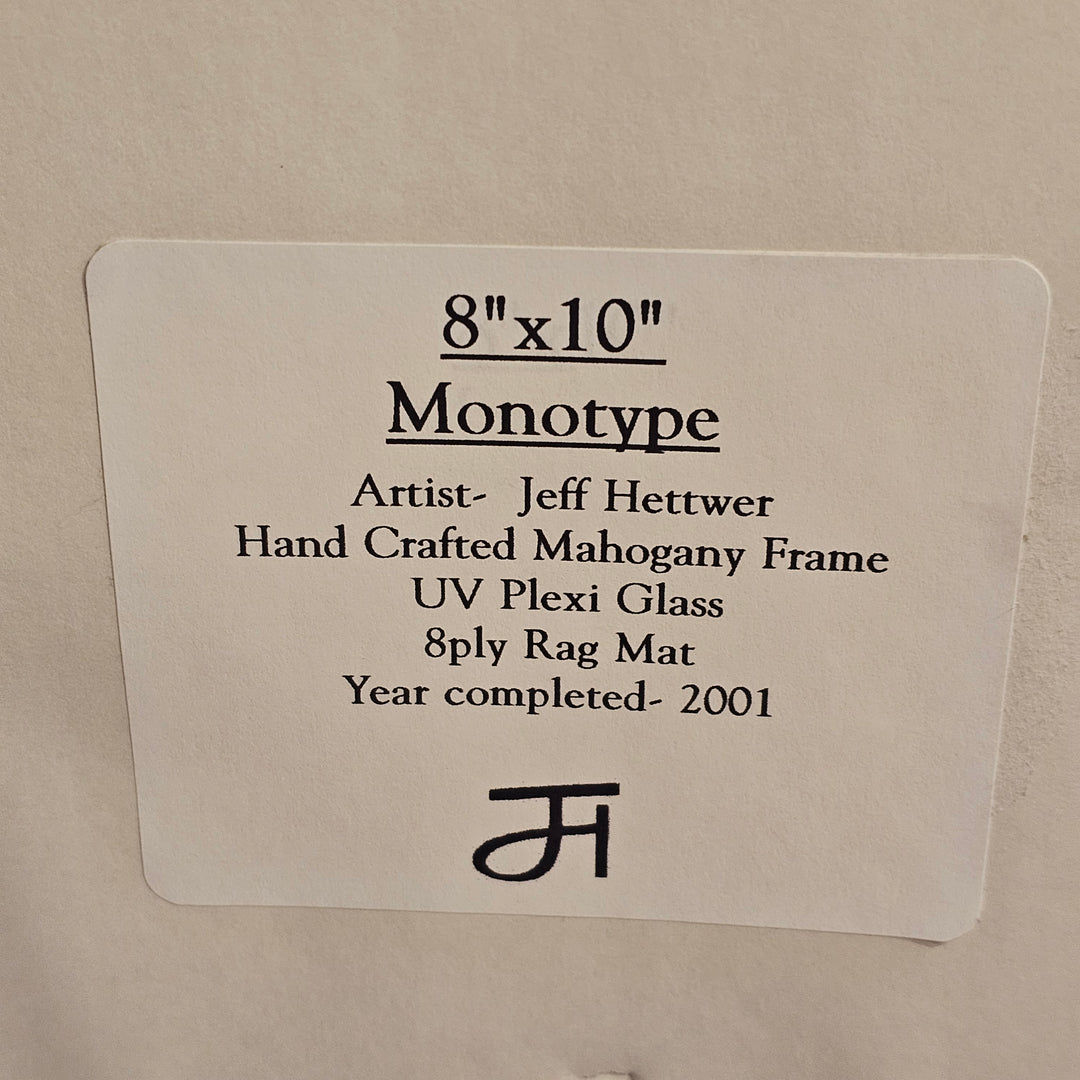 8"x10"
Monotype
Artist- Jeff Hettwer
Hand Crafted Mahogany Frame
UV Plexi Glass
8ply Rag Mat
Year completed- 2001
JH